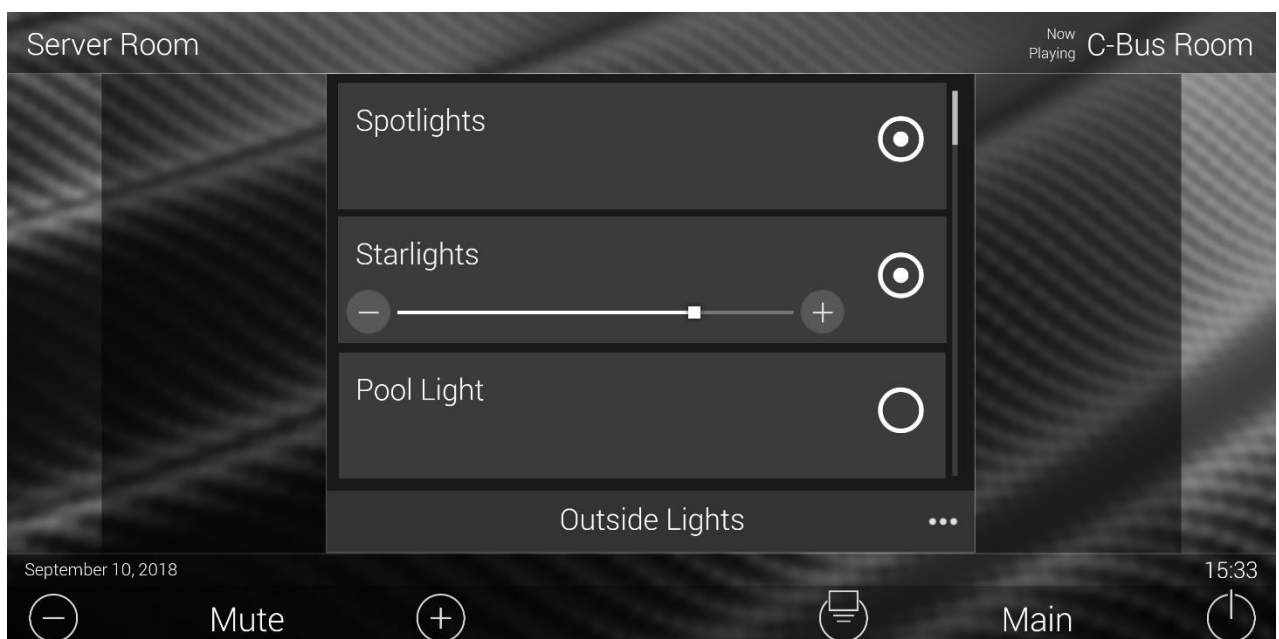 Server Room
Now Playing C-Bus Room
Spotlights
Starlights
Pool Light
Outside Lights
September 10, 2018
15:33
Mute
Main